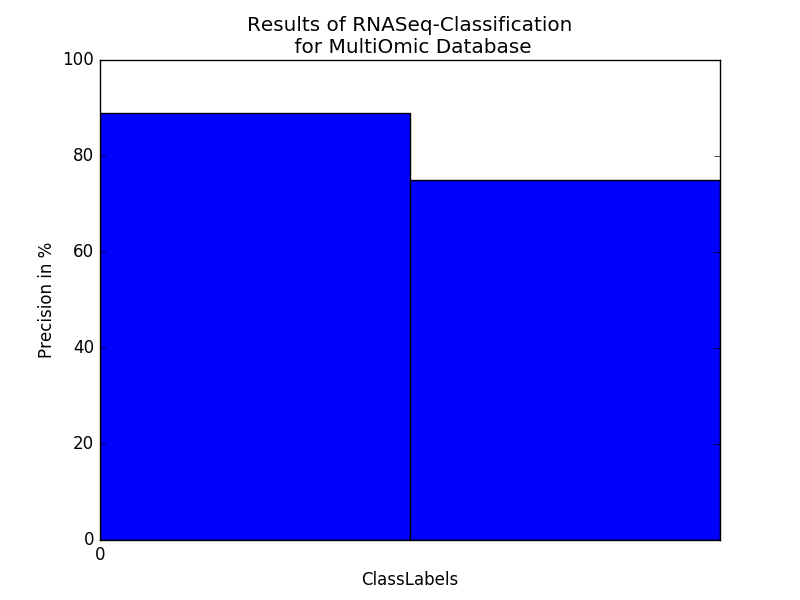 Results of RNASeq-Classification
for MultiOmic Database
100
80
60
40
20
0
Precision in %
0
ClassLabels